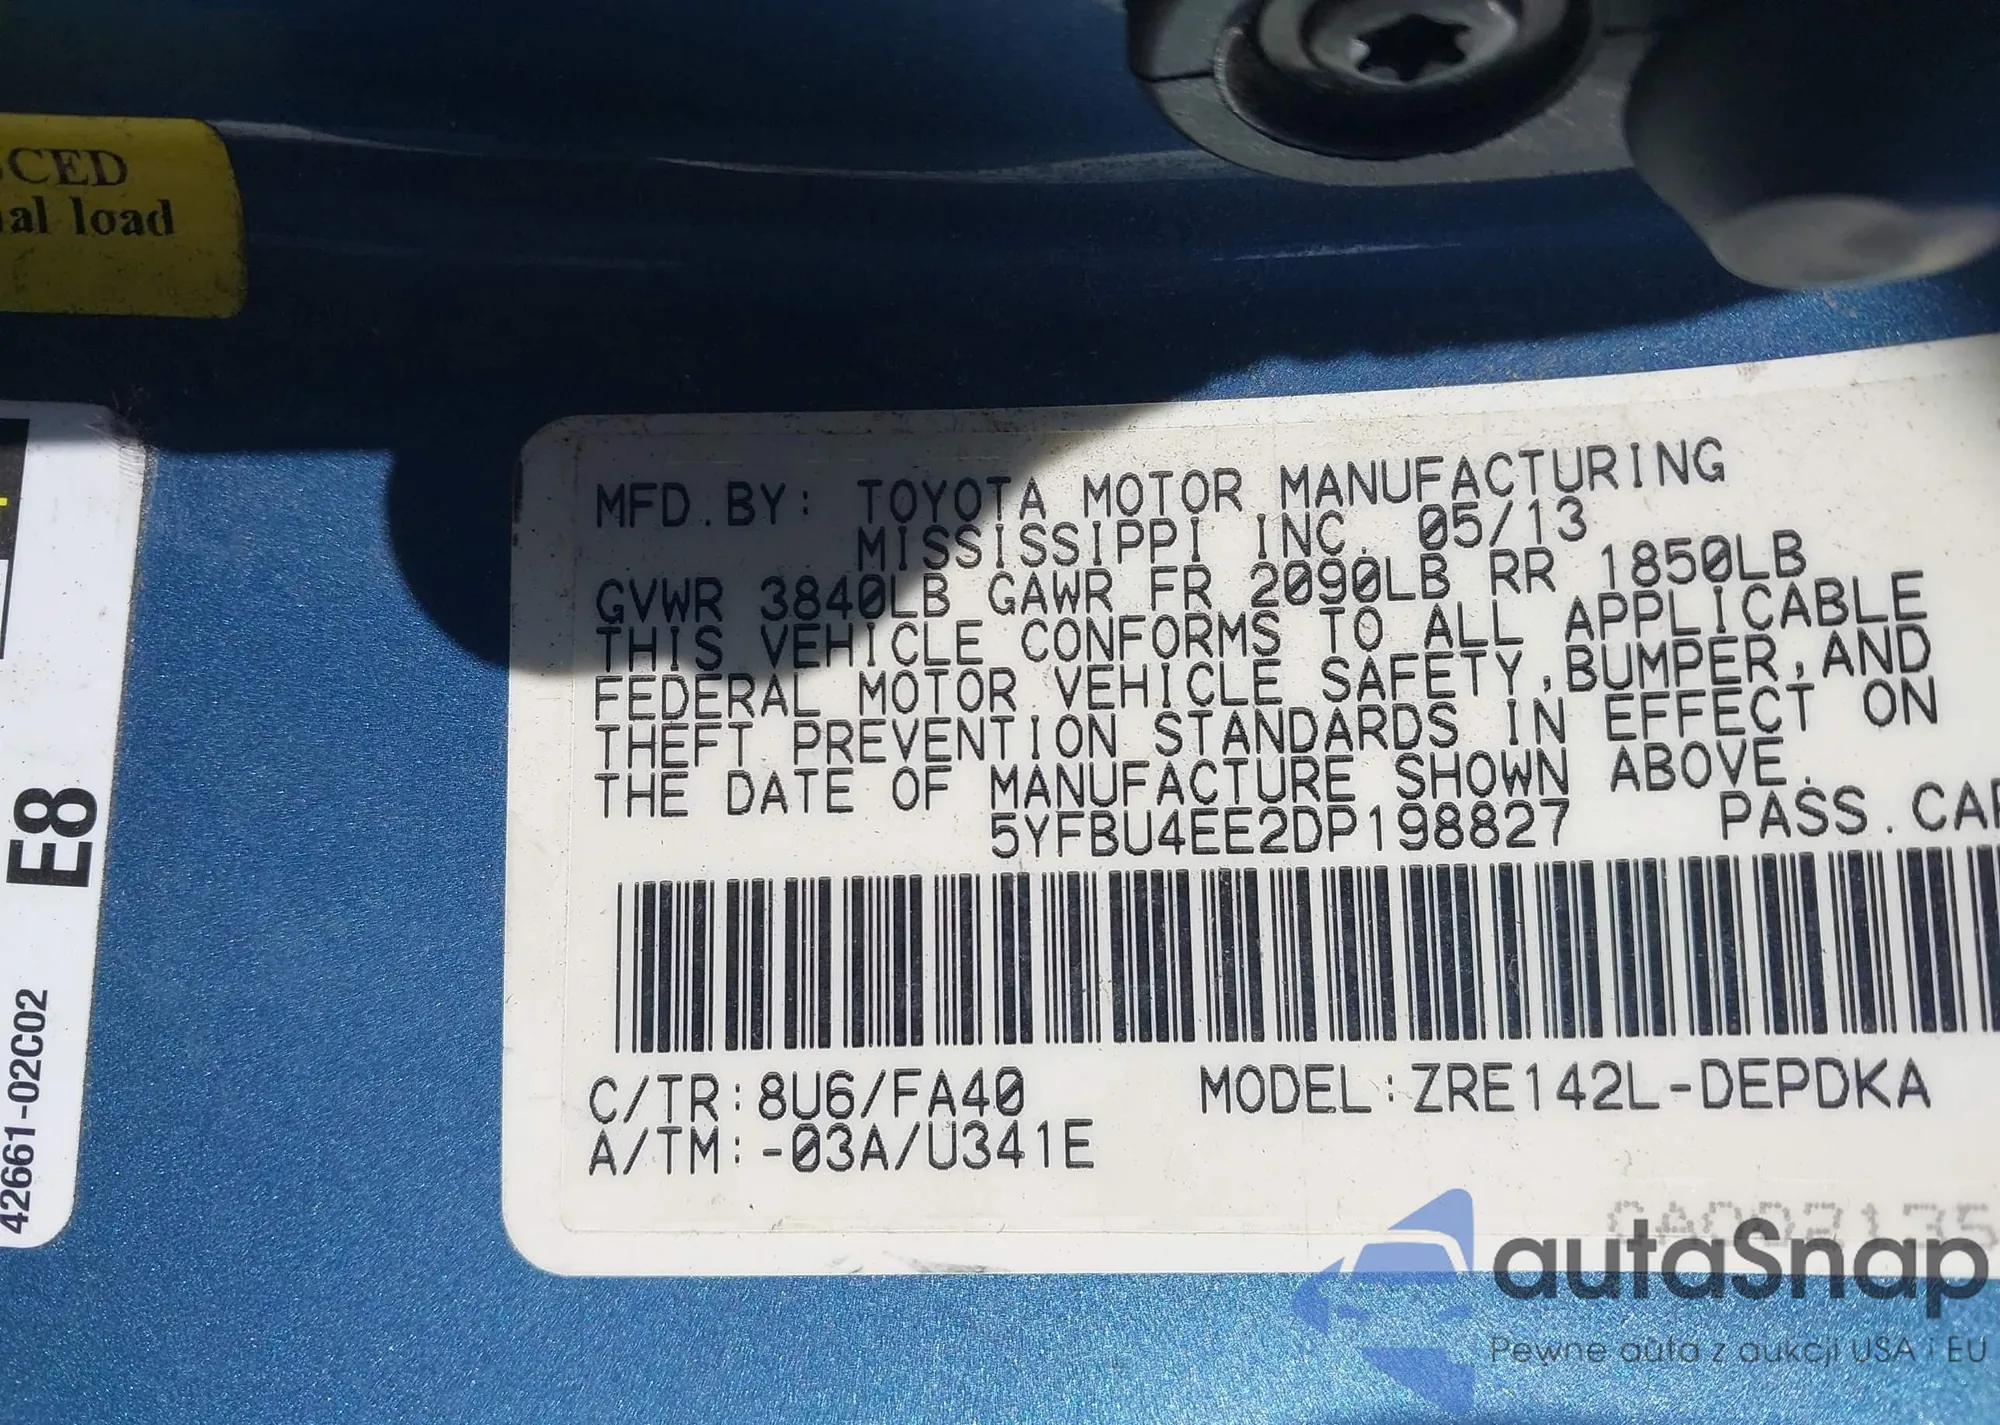 CED
al load
MFD.BY: TOYOTA MOTOR MANUFACTURING
MISSISSIPPI INC. 05/13
GVWR 3840LB GAWR FR 2090LB RR 1850LB
THIS VEHICLE CONFORMS TO ALL APPLICABLE
FEDERAL MOTOR VEHICLE SAFETY,BUMPER,AND
THEFT PREVENTION STANDARDS IN EFFECT ON
THE DATE OF MANUFACTURE SHOWN ABOVE.
5YFBU4EE2DP198827 PASS.CAR
C/TR:8U6/FA40 MODEL:ZRE142L-DEPDKA
A/TM:-03A/U341E
E8
42661-02C02
autoSnap
Pewne auta z aukcji USA i EU